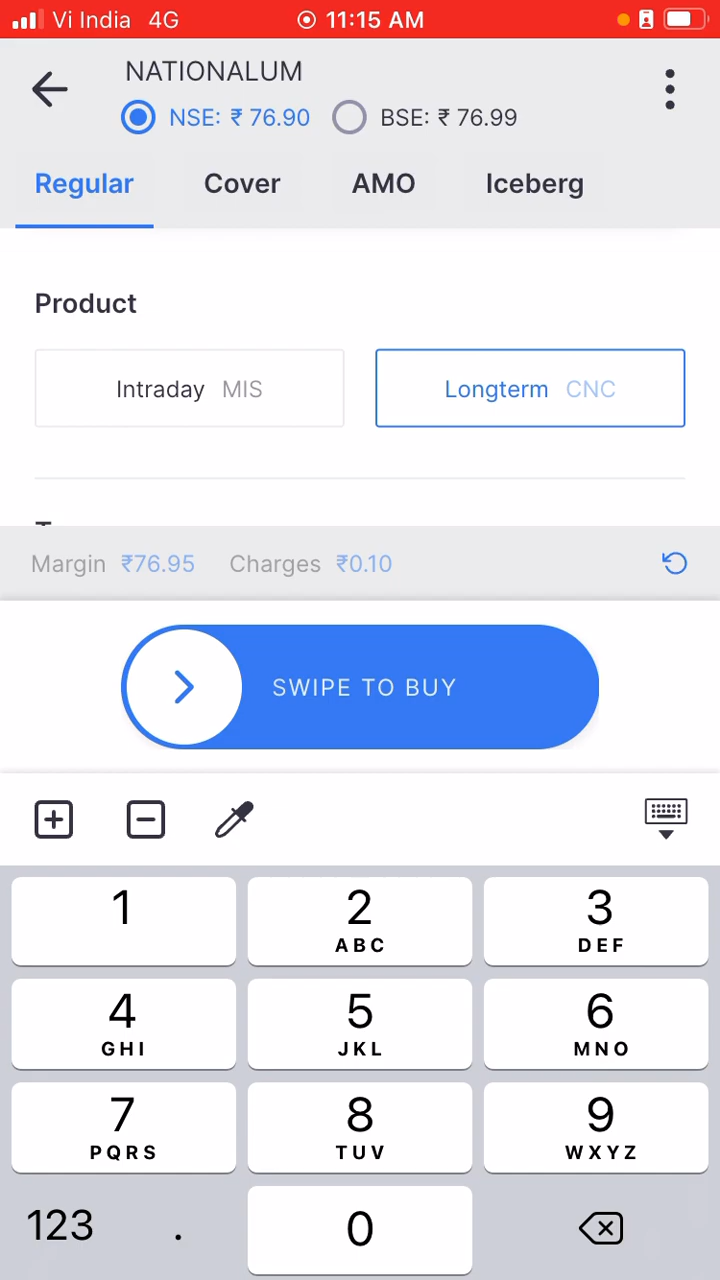 Vi India 4G 11:15 AM
NATIONALUM
NSE: ₹ 76.90 BSE: ₹ 76.99
Regular Cover AMO Iceberg
Product
Intraday MIS Longterm CNC
Margin ₹76.95 Charges ₹0.10
SWIPE TO BUY
1 2 3
ABC DEF
4 5 6
GHI JKL MNO
7 8 9
PQRS TUV WXYZ
123 . 0